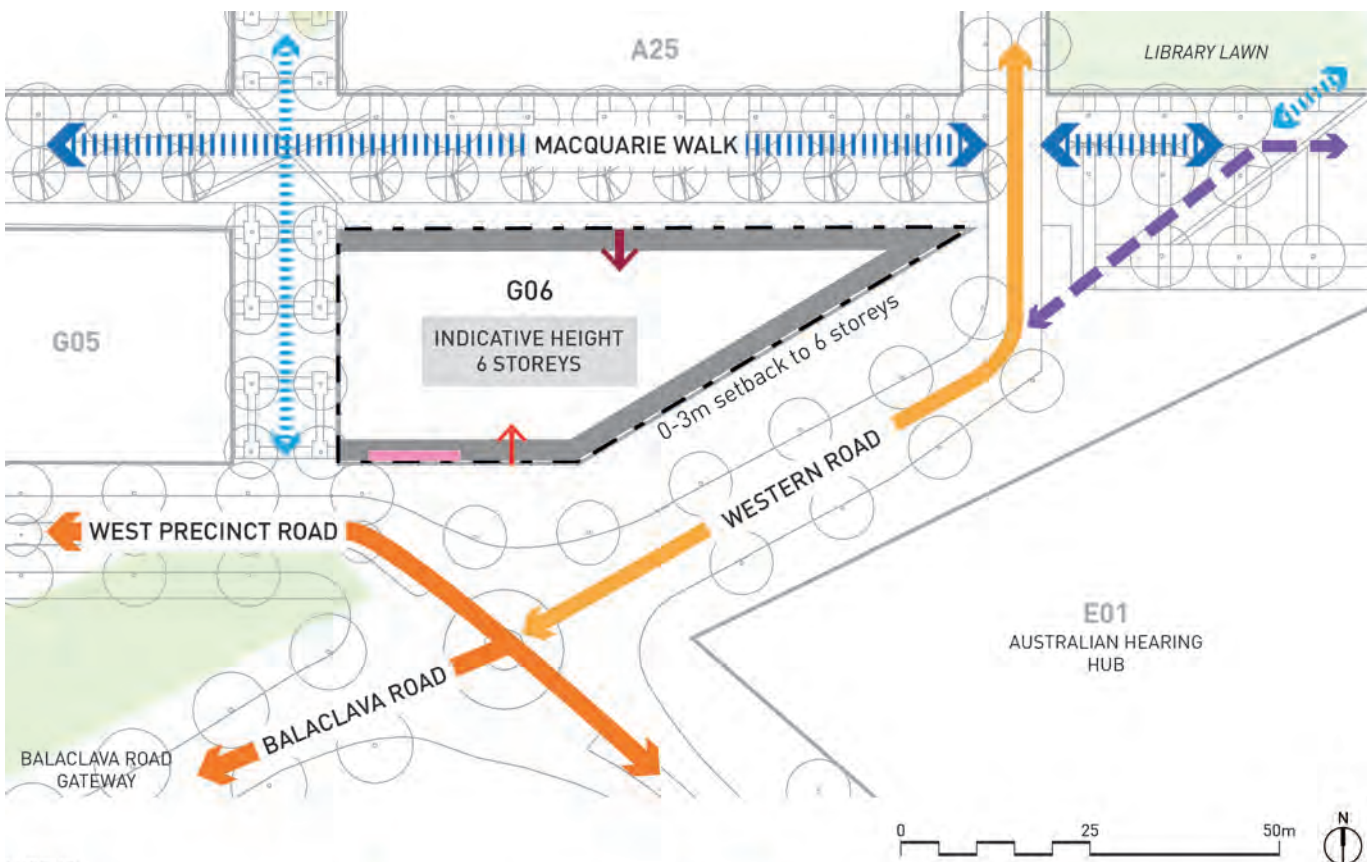 A25
LIBRARY LAWN
MACQUARIE WALK
G06
INDICATIVE HEIGHT
6 STOREYS
G05
0-3m setback to 6 storeys
WESTERN ROAD
WEST PRECINCT ROAD
E01
AUSTRALIAN HEARING
HUB
BALACLAVA ROAD
BALACLAVA ROAD
GATEWAY
0 25 50m
N